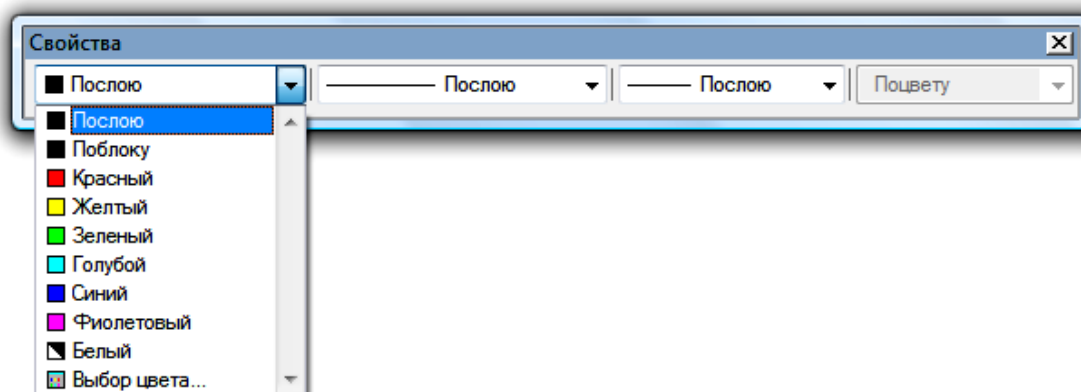 Свойства
Послою Послою Послою Поцвету
Послою
Поблоку
Красный
Желтый
Зеленый
Голубой
Синий
Фиолетовый
Белый
Выбор цвета...